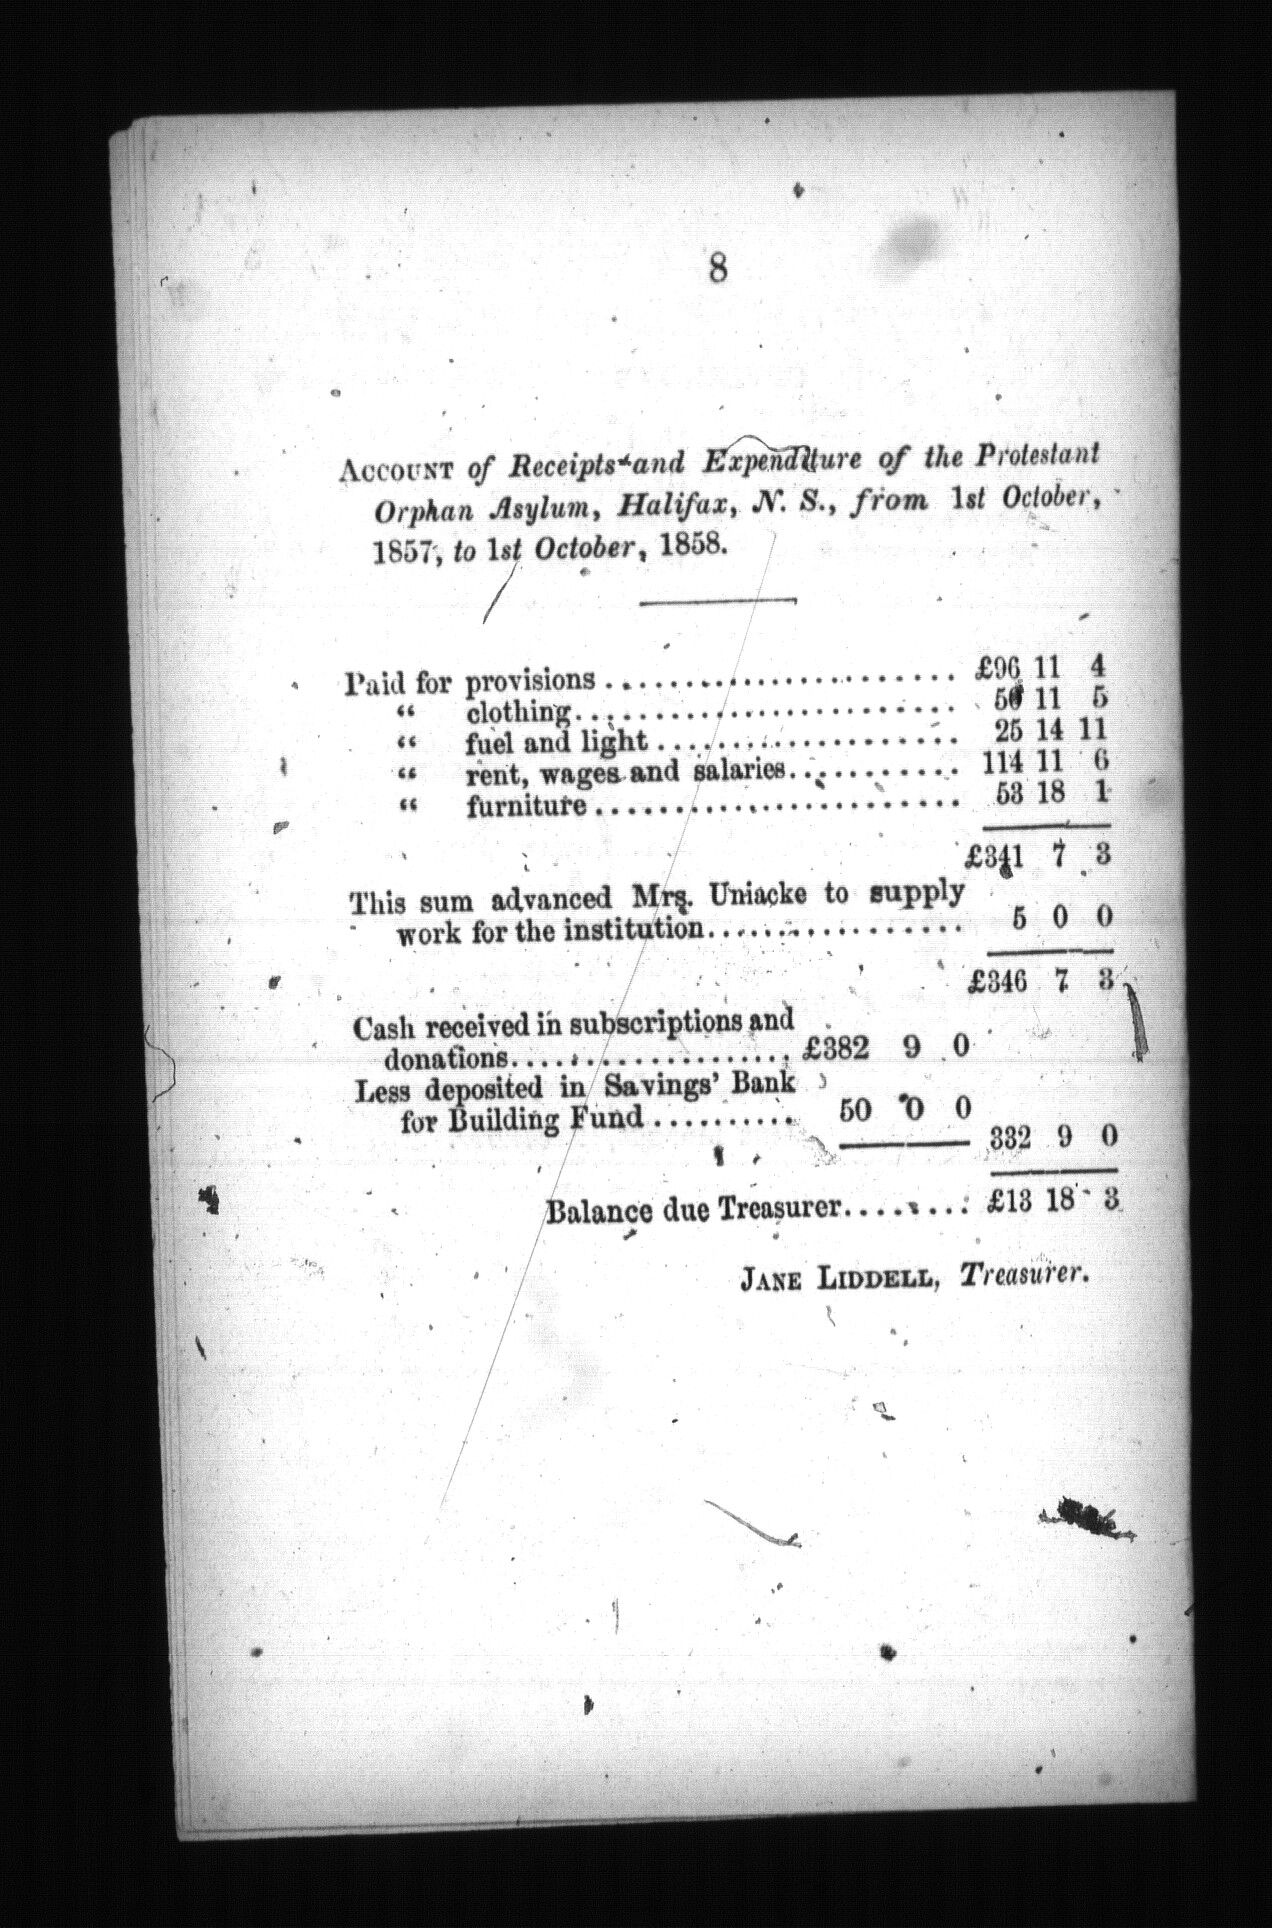 8
ACCOUNT of Receipts and Expenditure of the Protestant
Orphan Asylum, Halifax, N. S., from 1st October,
1857, to 1st October, 1858.
Paid for provisions ...................... £96 11 4
“ clothing........................ 50 11 5
“ fuel and light ................... 25 14 11
“ rent, wages and salaries........... 114 11 6
“ furniture ....................... 53 18 1
£341 7 3
This sum advanced Mrs. Uniacke to supply
work for the institution................. 5 0 0
£346 7 3
Cash received in subscriptions and
donations................... £382 9 0
Less deposited in Savings’ Bank
for Building Fund .......... 50 0 0
332 9 0
Balance due Treasurer........ £13 18 3
JANE LIDDELL, Treasurer.